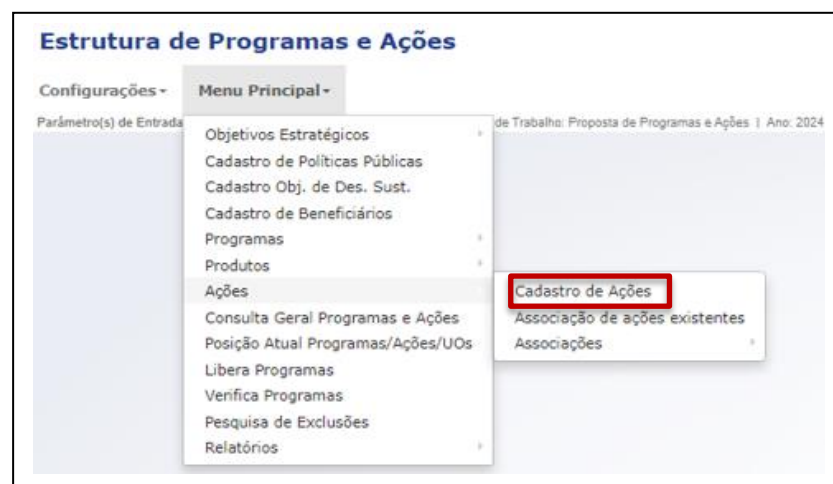 Estrutura de Programas e Ações
Configurações Menu Principal
Parâmetro(s) de Entrada de Trabalho: Proposta de Programas e Ações | Ano: 2024
Objetivos Estratégicos
Cadastro de Políticas Públicas
Cadastro Obj. de Des. Sust.
Cadastro de Beneficiários
Programas
Produtos
Ações
Cadastro de Ações
Consulta Geral Programas e Ações
Associação de ações existentes
Posição Atual Programas/Ações/UOs
Associações
Libera Programas
Verifica Programas
Pesquisa de Exclusões
Relatórios